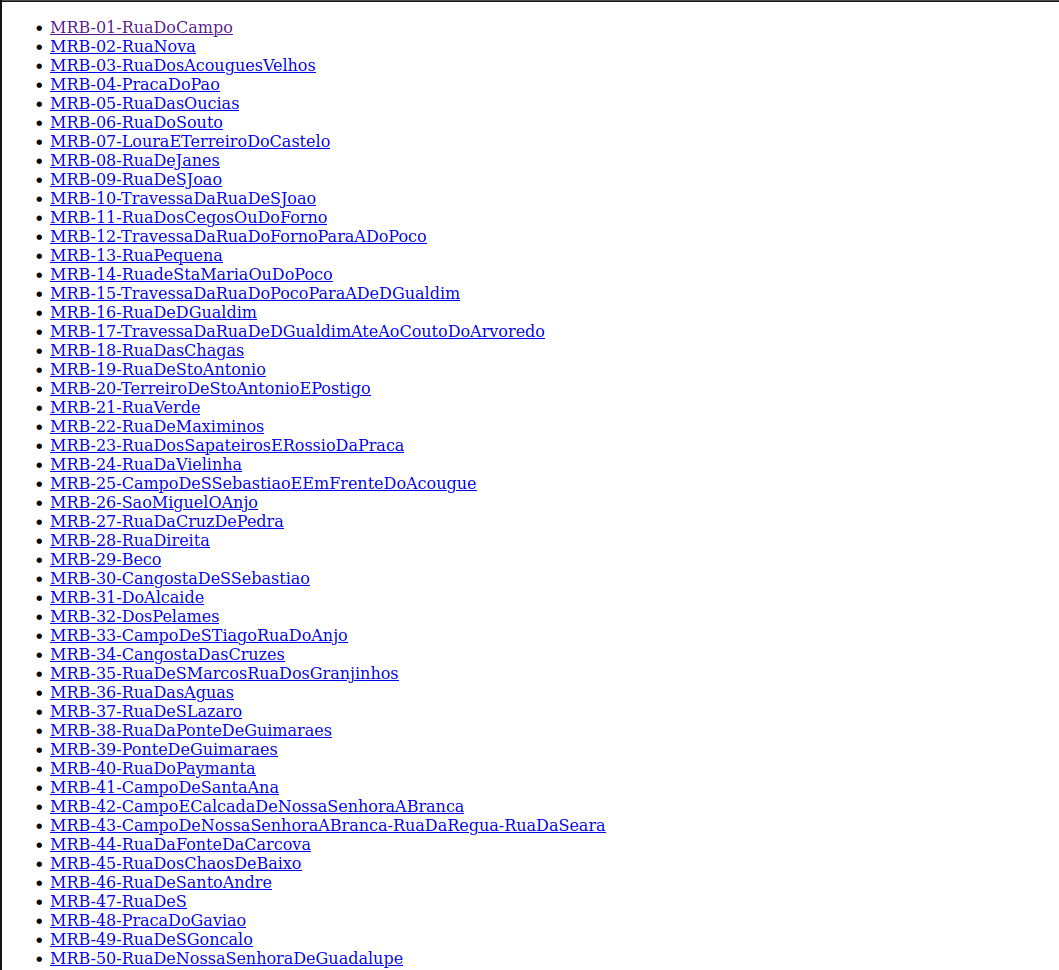 MRB-01-RuaDoCampo
MRB-02-RuaNova
MRB-03-RuaDosAcouguesVelhos
MRB-04-PracaDoPao
MRB-05-RuaDasOucias
MRB-06-RuaDoSouto
MRB-07-LouraETerreiroDoCastelo
MRB-08-RuaDeJanes
MRB-09-RuaDeSJoao
MRB-10-TravessaDaRuaDeSJoao
MRB-11-RuaDosCegosOuDoForno
MRB-12-TravessaDaRuaDoFornoParaADoPoco
MRB-13-RuaPequena
MRB-14-RuadeStaMariaOuDoPoco
MRB-15-TravessaDaRuaDoPocoParaADeDGualdim
MRB-16-RuaDeDGualdim
MRB-17-TravessaDaRuaDeDGualdimAteAoCoutoDoArvoredo
MRB-18-RuaDasChagas
MRB-19-RuaDeStoAntonio
MRB-20-TerreiroDeStoAntonioEPostigo
MRB-21-RuaVerde
MRB-22-RuaDeMaximinos
MRB-23-RuaDosSapateirosERossioDaPraca
MRB-24-RuaDaVielinha
MRB-25-CampoDeSSebastiaoEEmFrenteDoAcougue
MRB-26-SaoMiguelOAnjo
MRB-27-RuaDaCruzDePedra
MRB-28-RuaDireita
MRB-29-Beco
MRB-30-CangostaDeSSebastiao
MRB-31-DoAlcaide
MRB-32-DosPelames
MRB-33-CampoDeSTiagoRuaDoAnjo
MRB-34-CangostaDasCruzes
MRB-35-RuaDeSMarcosRuaDosGranjinhos
MRB-36-RuaDasAguas
MRB-37-RuaDeSLazaro
MRB-38-RuaDaPonteDeGuimaraes
MRB-39-PonteDeGuimaraes
MRB-40-RuaDoPaymanta
MRB-41-CampoDeSantaAna
MRB-42-CampoECalcadaDeNossaSenhoraABranca
MRB-43-CampoDeNossaSenhoraABranca-RuaDaRegua-RuaDaSeara
MRB-44-RuaDaFonteDaCarcova
MRB-45-RuaDosChaosDeBaixo
MRB-46-RuaDeSantoAndre
MRB-47-RuaDeS
MRB-48-PracaDoGaviao
MRB-49-RuaDeSGoncalo
MRB-50-RuaDeNossaSenhoraDeGuadalupe